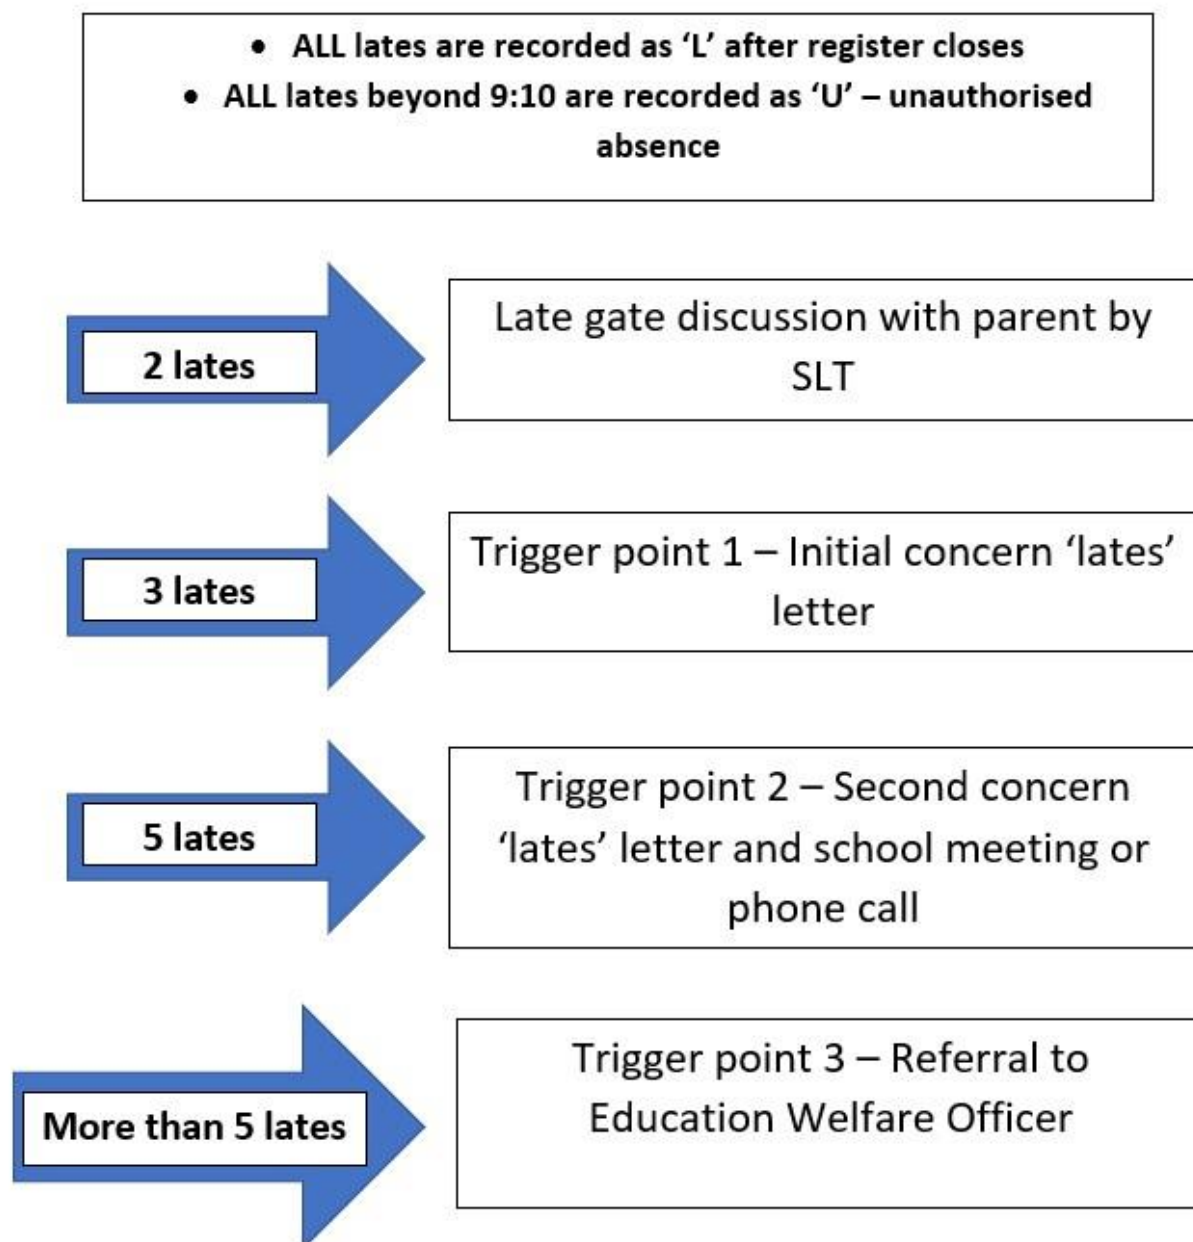 • ALL lates are recorded as ‘L’ after register closes
• ALL lates beyond 9:10 are recorded as ‘U’ – unauthorised
absence
2 lates
Late gate discussion with parent by
SLT
3 lates
Trigger point 1 – Initial concern ‘lates’
letter
5 lates
Trigger point 2 – Second concern
‘lates’ letter and school meeting or
phone call
More than 5 lates
Trigger point 3 – Referral to
Education Welfare Officer